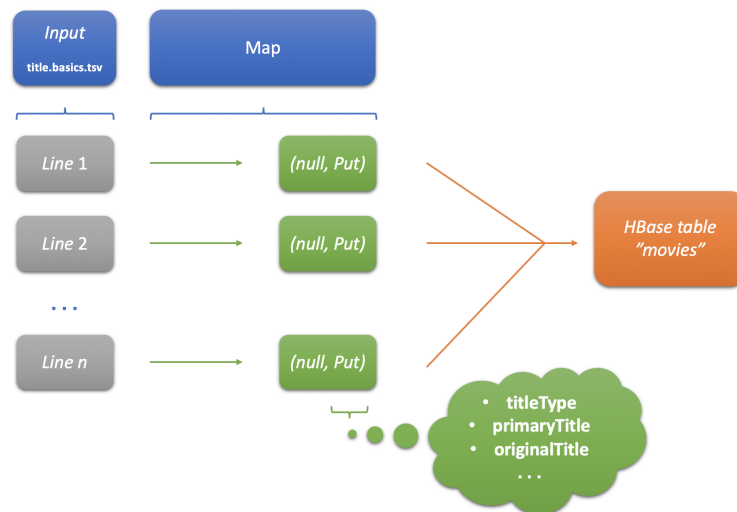 Input
title.basics.tsv
Map
Line 1
(null, Put)
Line 2
(null, Put)
HBase table
”movies”
...
Line n
(null, Put)
• titleType
• primaryTitle
• originalTitle
...